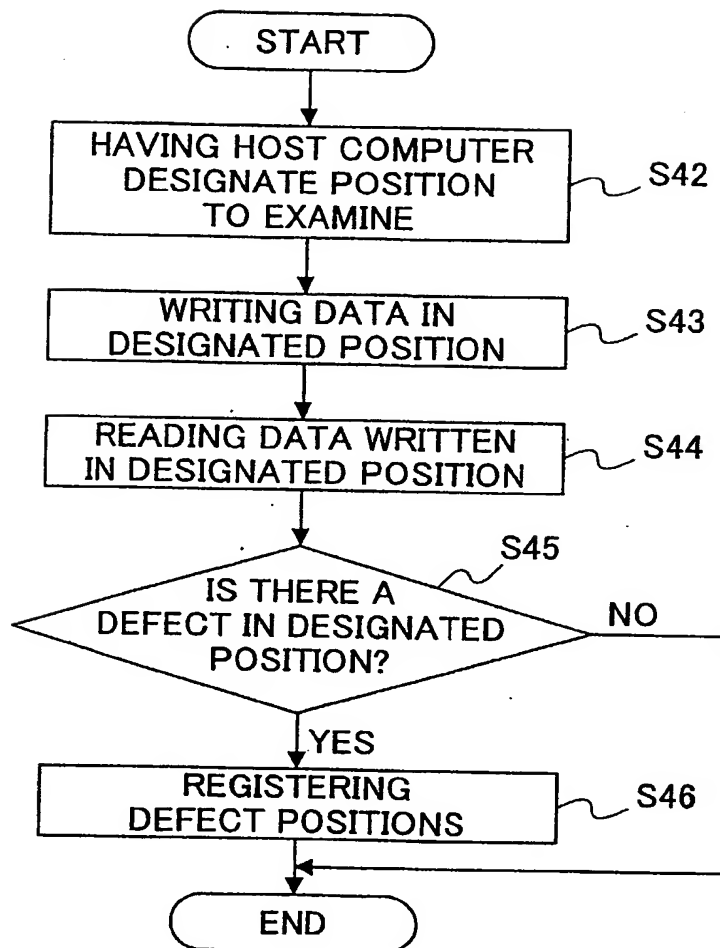 START
HAVING HOST COMPUTER
DESIGNATE POSITION
TO EXAMINE
S42
WRITING DATA IN
DESIGNATED POSITION
S43
READING DATA WRITTEN
IN DESIGNATED POSITION
S44
S45
IS THERE A
DEFECT IN DESIGNATED
POSITION?
NO
YES
REGISTERING
DEFECT POSITIONS
S46
END